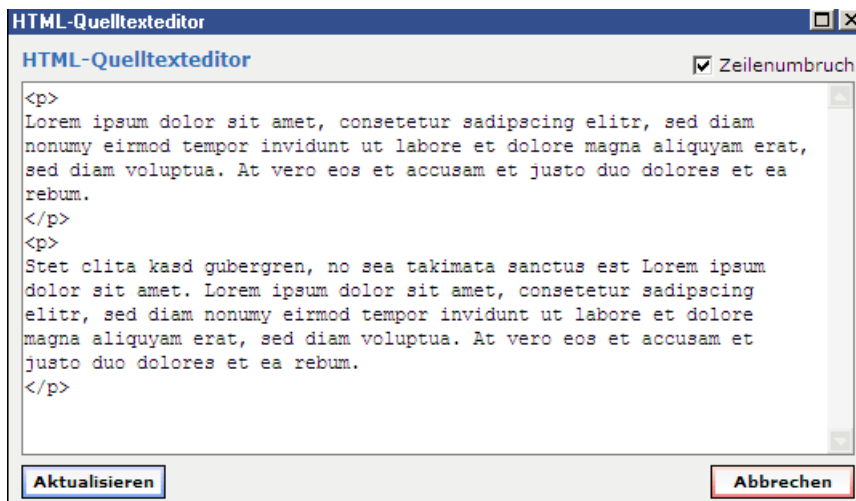 HTML-Quelltexteditor
HTML-Quelltexteditor
Zeilenumbruch
<p>
Lorem ipsum dolor sit amet, consetetur sadipscing elitr, sed diam
nonumy eirmod tempor invidunt ut labore et dolore magna aliquyam erat,
sed diam voluptua. At vero eos et accusam et justo duo dolores et ea
rebum.
</p>
<p>
Stet clita kasd gubergren, no sea takimata sanctus est Lorem ipsum
dolor sit amet. Lorem ipsum dolor sit amet, consetetur sadipscing
elitr, sed diam nonumy eirmod tempor invidunt ut labore et dolore
magna aliquyam erat, sed diam voluptua. At vero eos et accusam et
justo duo dolores et ea rebum.
</p>
Aktualisieren
Abbrechen